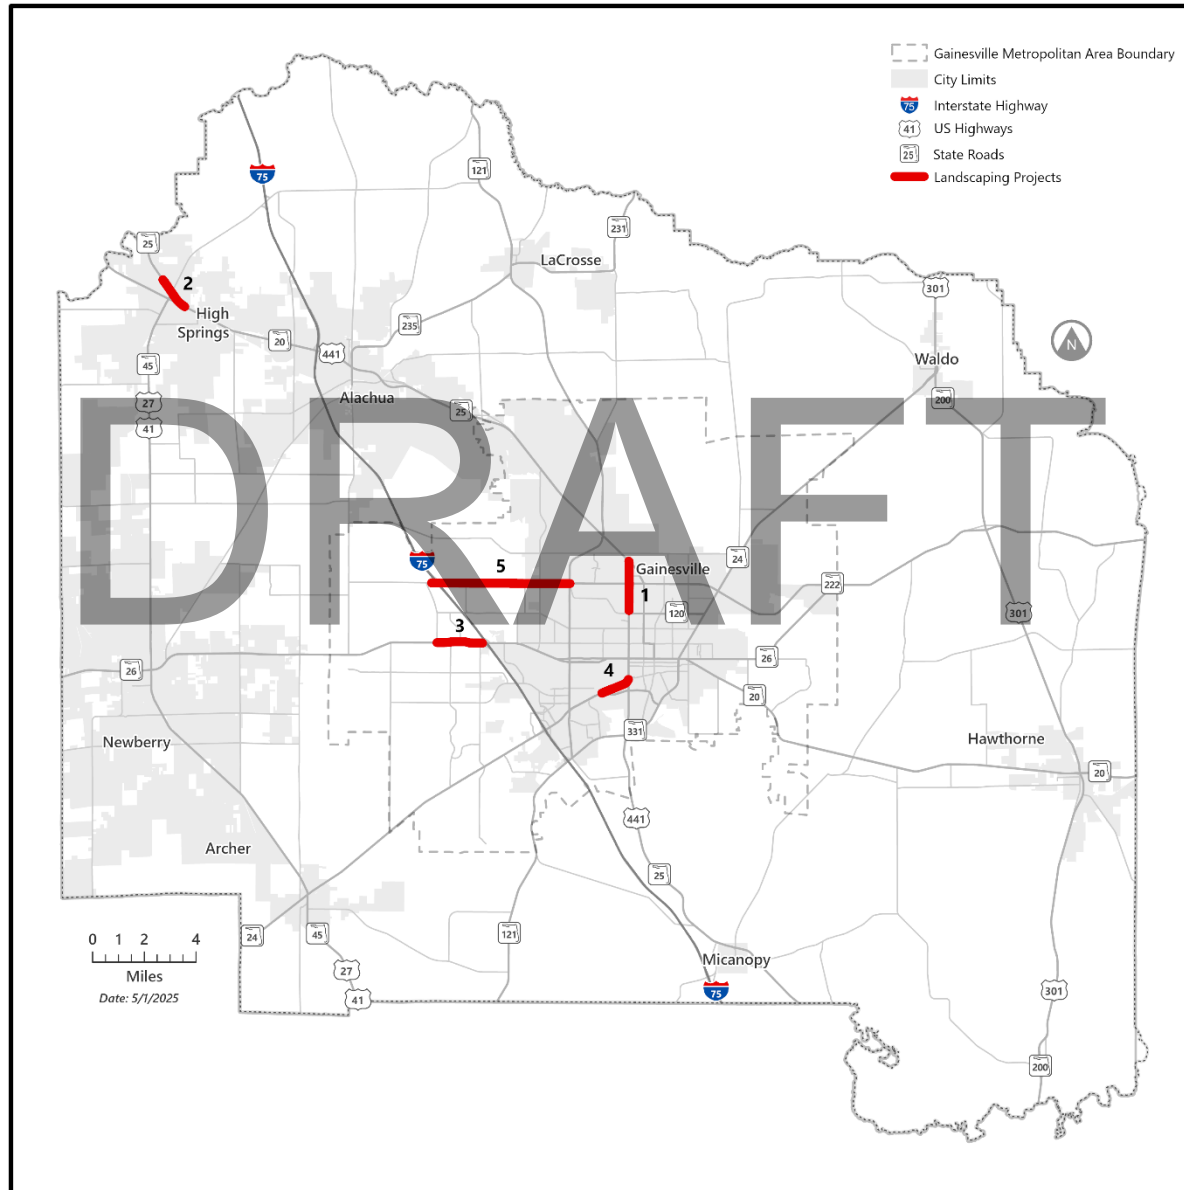 Gainesville Metropolitan Area Boundary
City Limits
75 Interstate Highway
41 US Highways
25 State Roads
Landscaping Projects
75
121
231
25
LaCrosse
2
301
High
Springs
235
20
441
N
45
Waldo
Alachua
27
200
25
41
DRAFT
24
75
5
Gainesville
222
1
120
301
3
26
26
4
20
331
Newberry
Hawthorne
20
441
Archer
25
24
45
121
0 1 2 4
Miles
Micanopy
27
Date: 5/1/2025
75
301
41
200